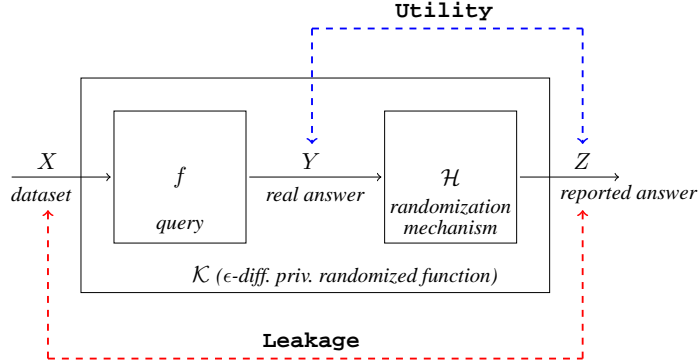 Utility
X
f
Y
H
Z
dataset
query
real answer
randomization
mechanism
reported answer
K (ϵ-diff. priv. randomized function)
Leakage